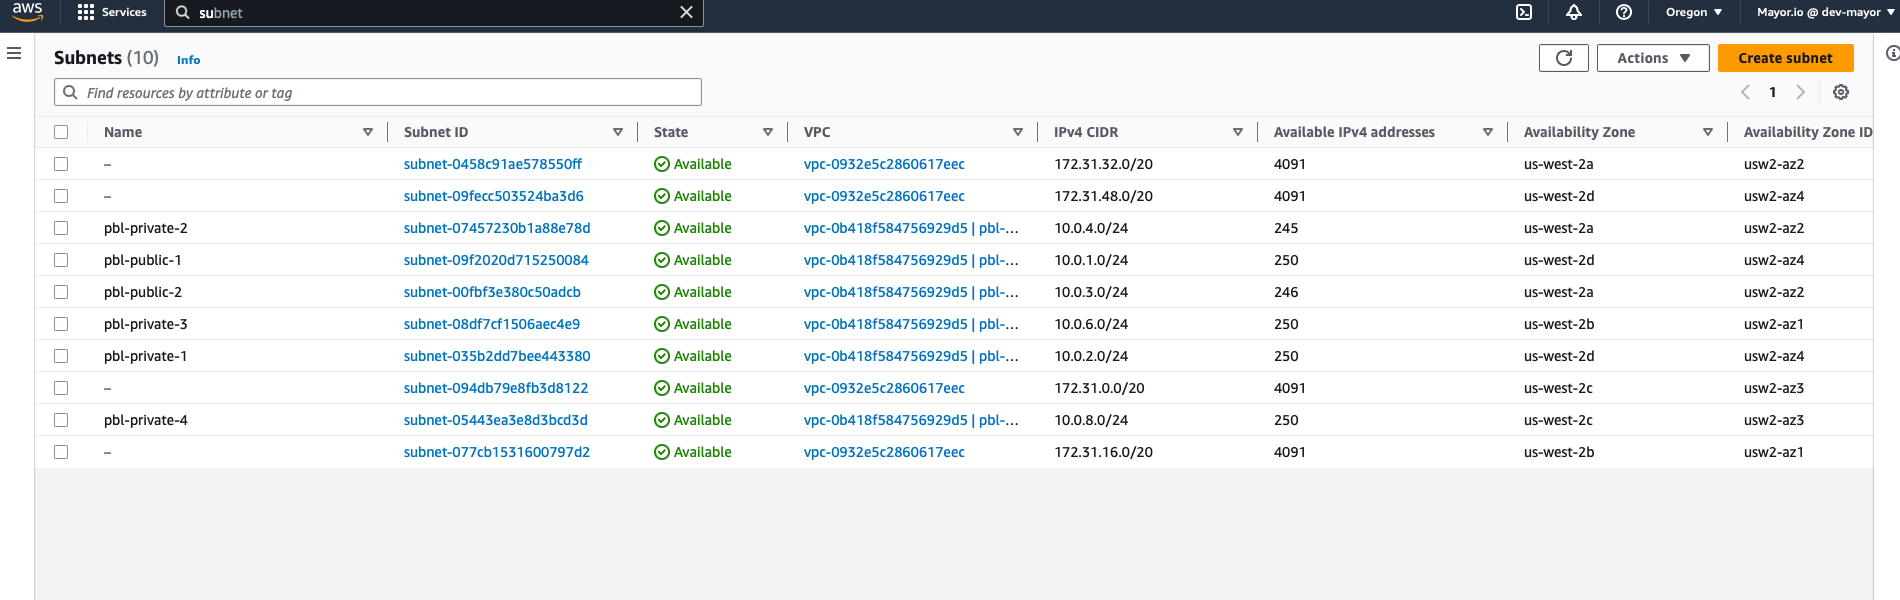 aws Services subnet Oregon Mayor.io @ dev-mayor
Subnets (10) Info Actions Create subnet
Find resources by attribute or tag 1
Name Subnet ID State VPC IPv4 CIDR Available IPv4 addresses Availability Zone Availability Zone ID
– subnet-0458c91ae578550ff Available vpc-0932e5c2860617eec 172.31.32.0/20 4091 us-west-2a usw2-az2
– subnet-09fecc503524ba3d6 Available vpc-0932e5c2860617eec 172.31.48.0/20 4091 us-west-2d usw2-az4
pbl-private-2 subnet-07457230b1a88e78d Available vpc-0b418f584756929d5 | pbl-... 10.0.4.0/24 245 us-west-2a usw2-az2
pbl-public-1 subnet-09f2020d715250084 Available vpc-0b418f584756929d5 | pbl-... 10.0.1.0/24 250 us-west-2d usw2-az4
pbl-public-2 subnet-00fbf3e380c50adcb Available vpc-0b418f584756929d5 | pbl-... 10.0.3.0/24 246 us-west-2a usw2-az2
pbl-private-3 subnet-08df7cf1506aec4e9 Available vpc-0b418f584756929d5 | pbl-... 10.0.6.0/24 250 us-west-2b usw2-az1
pbl-private-1 subnet-035b2dd7bee443380 Available vpc-0b418f584756929d5 | pbl-... 10.0.2.0/24 250 us-west-2d usw2-az4
– subnet-094db79e8fb3d8122 Available vpc-0932e5c2860617eec 172.31.0.0/20 4091 us-west-2c usw2-az3
pbl-private-4 subnet-05443ea3e8d3bcd3d Available vpc-0b418f584756929d5 | pbl-... 10.0.8.0/24 250 us-west-2c usw2-az3
– subnet-077cb1531600797d2 Available vpc-0932e5c2860617eec 172.31.16.0/20 4091 us-west-2b usw2-az1